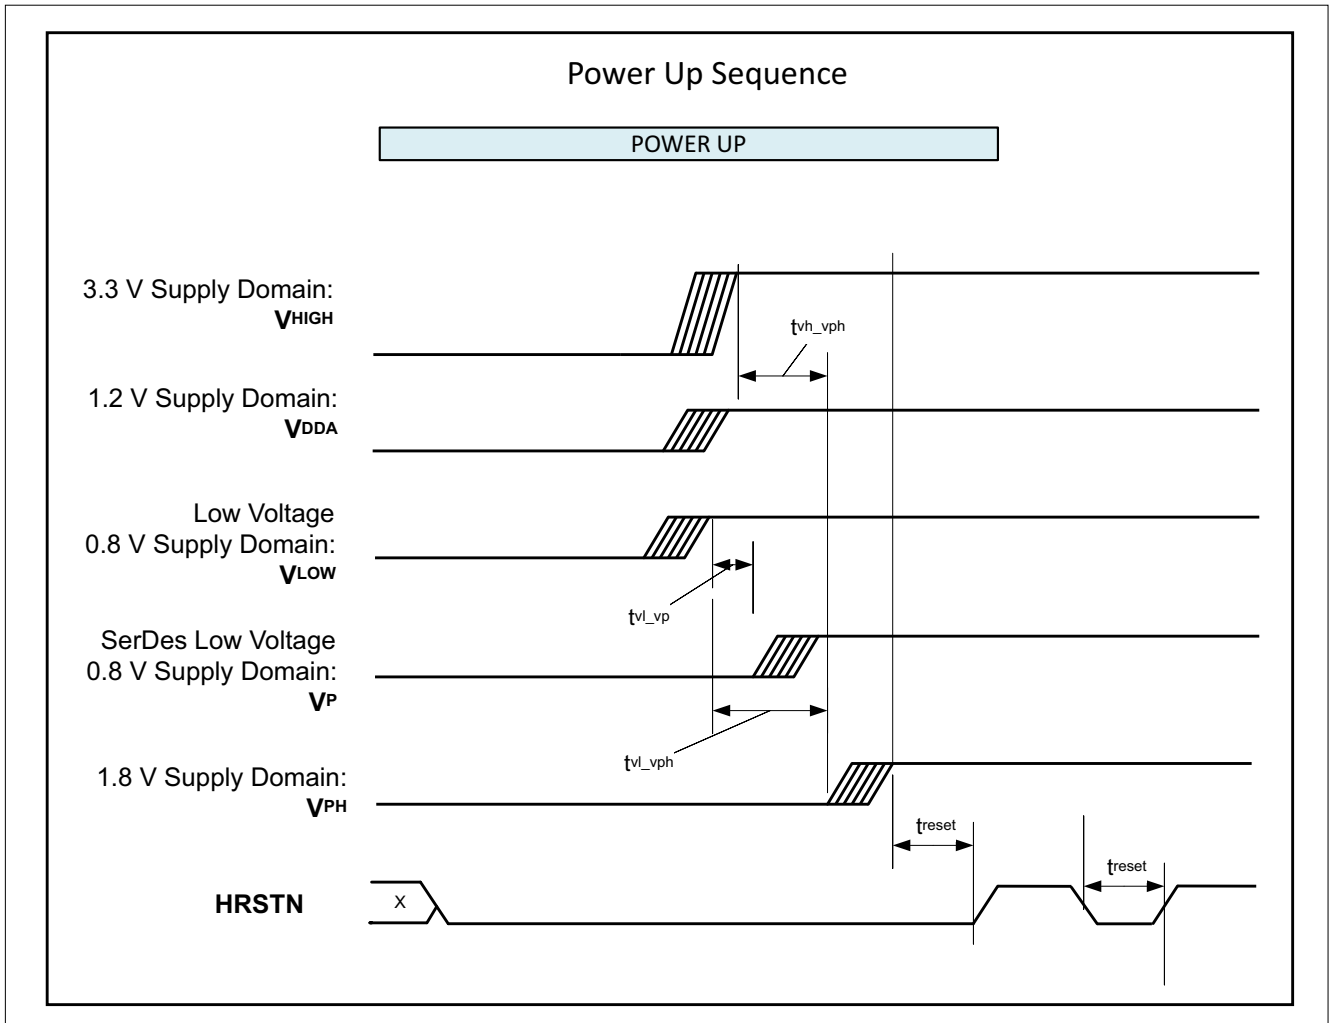 Power Up Sequence
POWER UP
3.3 V Supply Domain:
VHIGH
tvh_vph
1.2 V Supply Domain:
VDDA
Low Voltage
0.8 V Supply Domain:
VLOW
tvl_vp
SerDes Low Voltage
0.8 V Supply Domain:
VP
tvl_vph
1.8 V Supply Domain:
VPH
treset
treset
HRSTN
X